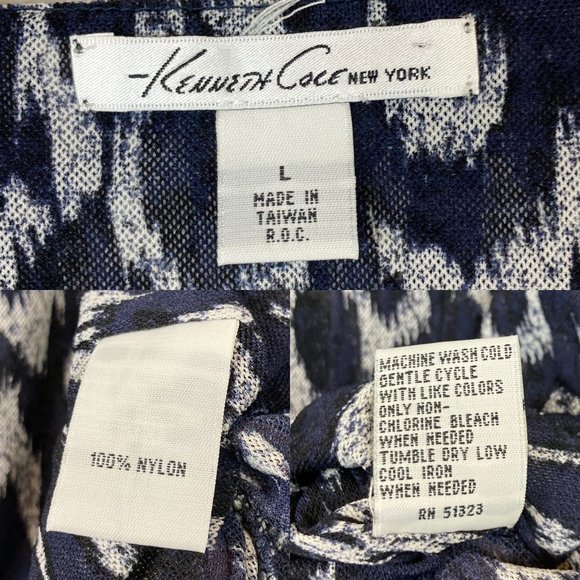 Kenneth Cole NEW YORK
L
MADE IN
TAIWAN
R.O.C.
100% NYLON
MACHINE WASH COLD
GENTLE CYCLE
WITH LIKE COLORS
ONLY NON-
CHLORINE BLEACH
WHEN NEEDED
TUMBLE DRY LOW
COOL IRON
WHEN NEEDED
RN 51323